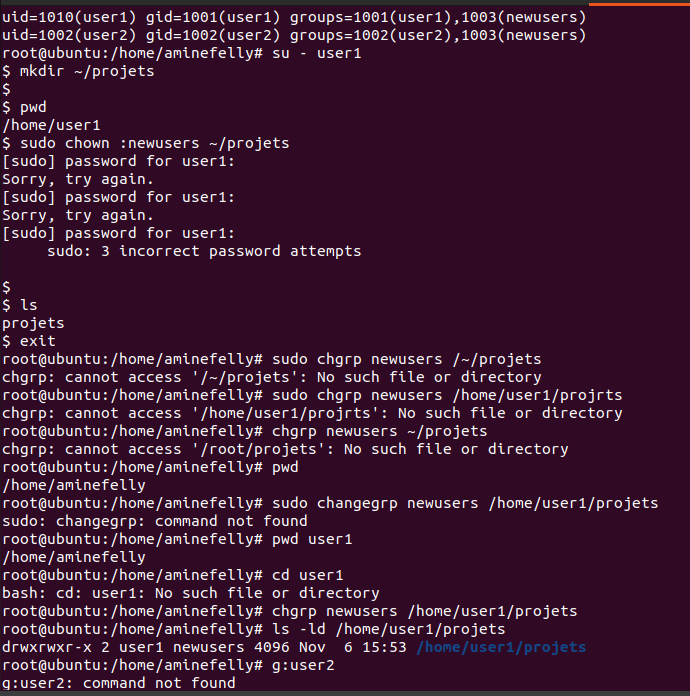 uid=1010(user1) gid=1001(user1) groups=1001(user1),1003(newusers)
uid=1002(user2) gid=1002(user2) groups=1002(user2),1003(newusers)
root@ubuntu:/home/aminefelly# su - user1
$ mkdir ~/projets
$
$ pwd
/home/user1
$ sudo chown :newusers ~/projets
[sudo] password for user1:
Sorry, try again.
[sudo] password for user1:
Sorry, try again.
[sudo] password for user1:
sudo: 3 incorrect password attempts
$
$ ls
projets
$ exit
root@ubuntu:/home/aminefelly# sudo chgrp newusers /~/projets
chgrp: cannot access '/~/projets': No such file or directory
root@ubuntu:/home/aminefelly# sudo chgrp newusers /home/user1/projrts
chgrp: cannot access '/home/user1/projrts': No such file or directory
root@ubuntu:/home/aminefelly# chgrp newusers ~/projets
chgrp: cannot access '/root/projets': No such file or directory
root@ubuntu:/home/aminefelly# pwd
/home/aminefelly
root@ubuntu:/home/aminefelly# sudo changegrp newusers /home/user1/projets
sudo: changegrp: command not found
root@ubuntu:/home/aminefelly# pwd user1
/home/aminefelly
root@ubuntu:/home/aminefelly# cd user1
bash: cd: user1: No such file or directory
root@ubuntu:/home/aminefelly# chgrp newusers /home/user1/projets
root@ubuntu:/home/aminefelly# ls -ld /home/user1/projets
drwxrwxr-x 2 user1 newusers 4096 Nov  6 15:53 /home/user1/projets
root@ubuntu:/home/aminefelly# g:user2
g:user2: command not found